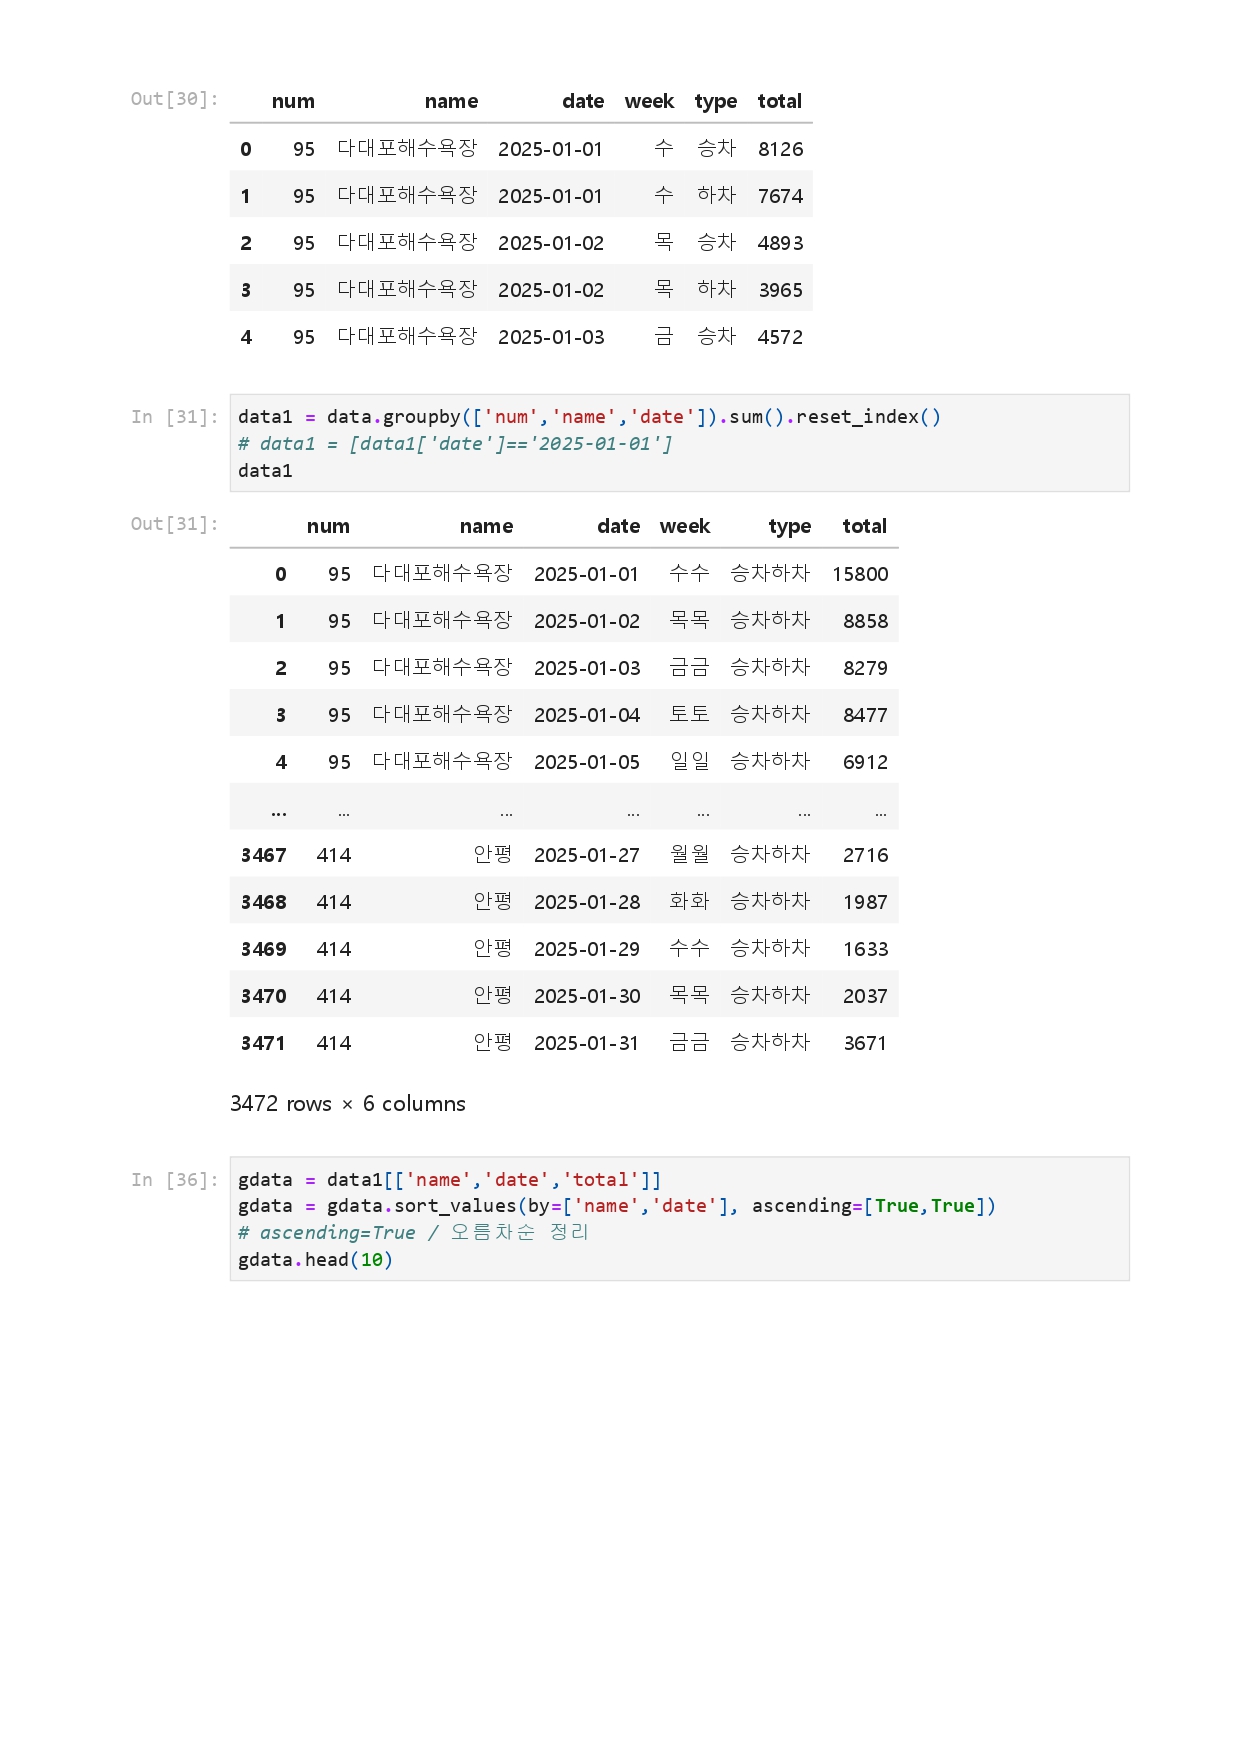 Out[30]:
num name date week type total
0 95 다대포해수욕장 2025-01-01 수 승차 8126
1 95 다대포해수욕장 2025-01-01 수 하차 7674
2 95 다대포해수욕장 2025-01-02 목 승차 4893
3 95 다대포해수욕장 2025-01-02 목 하차 3965
4 95 다대포해수욕장 2025-01-03 금 승차 4572
In [31]: data1 = data.groupby(['num','name','date']).sum().reset_index()
# data1 = [data1['date']=='2025-01-01']
data1
Out[31]:
num name date week type total
0 95 다대포해수욕장 2025-01-01 수수 승차하차 15800
1 95 다대포해수욕장 2025-01-02 목목 승차하차 8858
2 95 다대포해수욕장 2025-01-03 금금 승차하차 8279
3 95 다대포해수욕장 2025-01-04 토토 승차하차 8477
4 95 다대포해수욕장 2025-01-05 일일 승차하차 6912
... ... ... ... ... ... ...
3467 414 안평 2025-01-27 월월 승차하차 2716
3468 414 안평 2025-01-28 화화 승차하차 1987
3469 414 안평 2025-01-29 수수 승차하차 1633
3470 414 안평 2025-01-30 목목 승차하차 2037
3471 414 안평 2025-01-31 금금 승차하차 3671
3472 rows × 6 columns
In [36]: gdata = data1[['name','date','total']]
gdata = gdata.sort_values(by=['name','date'], ascending=[True,True])
# ascending=True / 오름차순 정리
gdata.head(10)